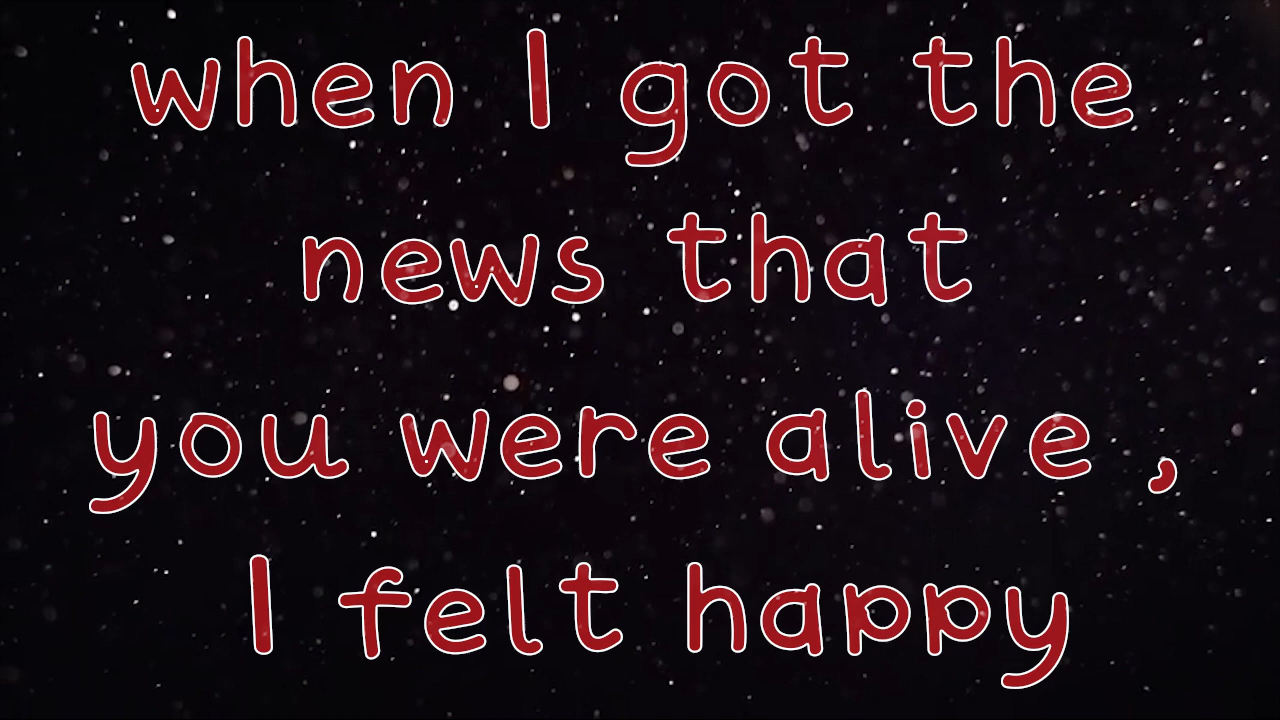 when I got the
news that
you were alive ,
I felt happy